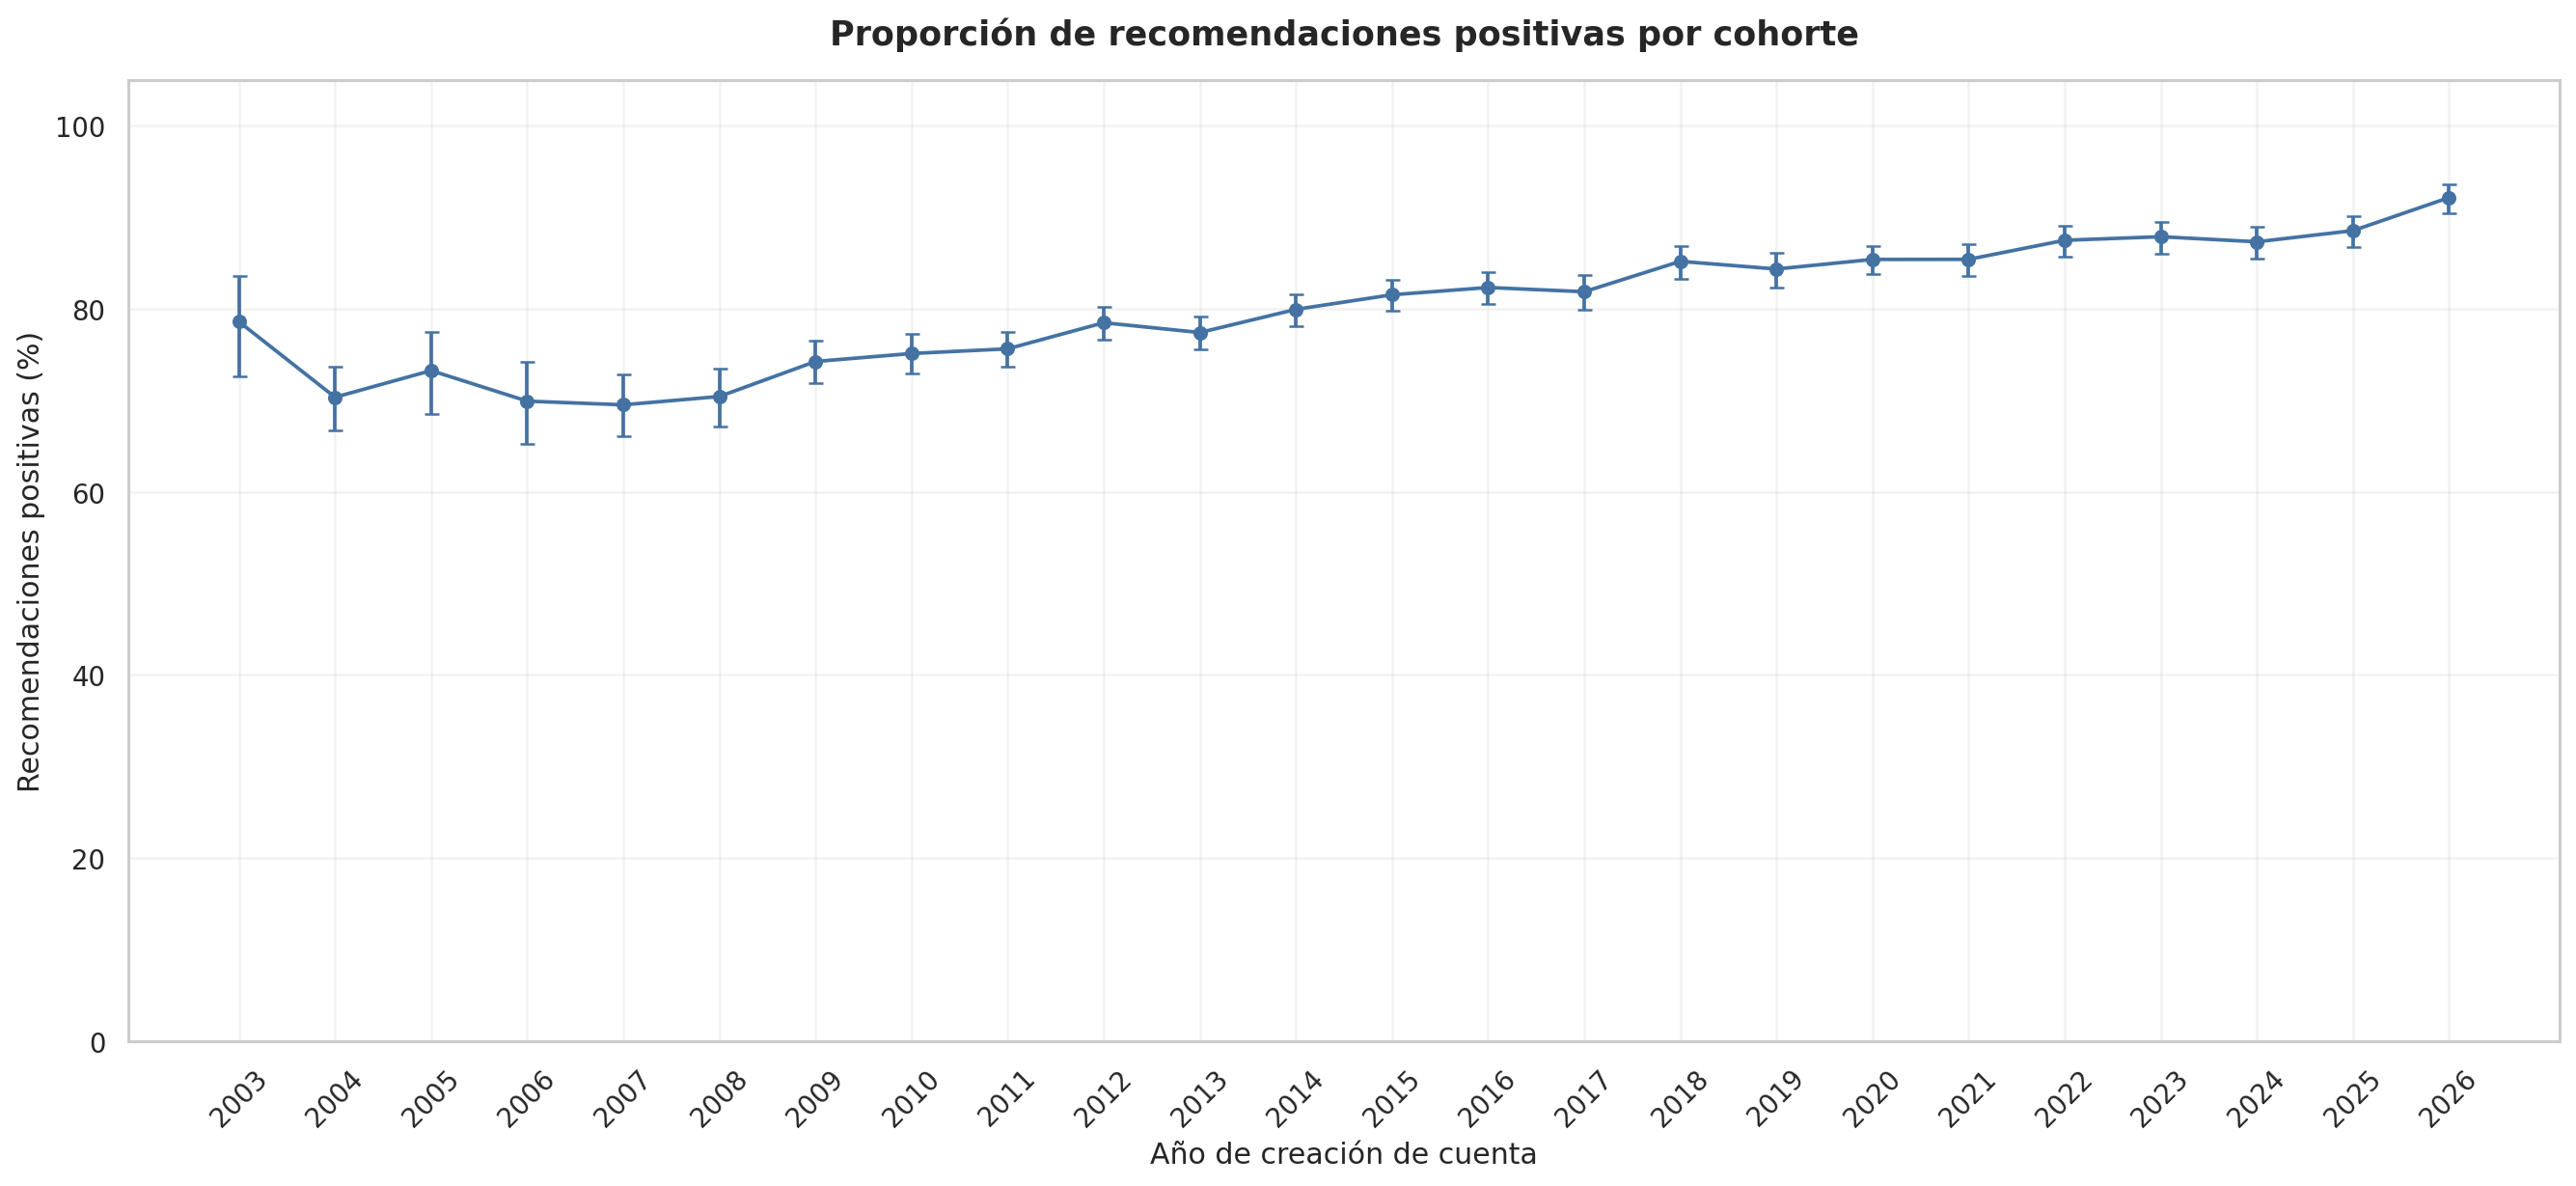 Proporción de recomendaciones positivas por cohorte
Recomendaciones positivas (%)
100
80
60
40
20
0
2003 2004 2005 2006 2007 2008 2009 2010 2011 2012 2013 2014 2015 2016 2017 2018 2019 2020 2021 2022 2023 2024 2025 2026
Año de creación de cuenta